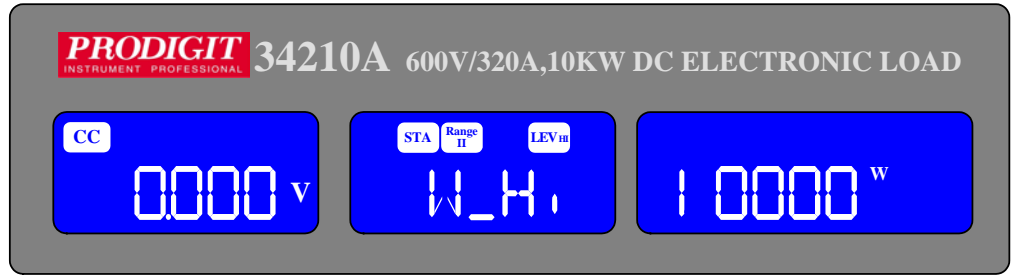 PRODIGIT
INSTRUMENT PROFESSIONAL
34210A 600V/320A,10KW DC ELECTRONIC LOAD
CC
0.000 V
STA Range II LEV HI
W_Hi
10000 W